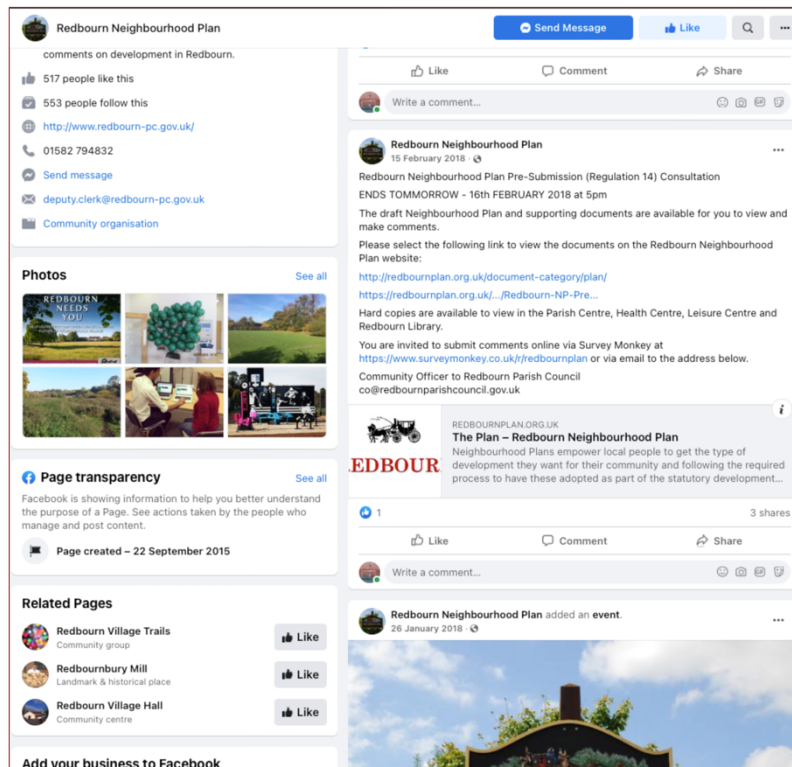 Redbourn Neighbourhood Plan
Send Message
Like
comments on development in Redbourn.
517 people like this
553 people follow this
http://www.redbourn-pc.gov.uk/
01582 794832
Send message
deputy.clerk@redbourn-pc.gov.uk
Community organisation
Photos
See all
REDBOURN
NEEDS
YOU
Page transparency
See all
Facebook is showing information to help you better understand
the purpose of a Page. See actions taken by the people who
manage and post content.
Page created – 22 September 2015
Related Pages
Redbourn Village Trails
Community group
Like
Redbournbury Mill
Landmark & historical place
Like
Redbourn Village Hall
Community centre
Like
Add your business to Facebook
Like
Comment
Share
Write a comment...
Redbourn Neighbourhood Plan
15 February 2018 ·
Redbourn Neighbourhood Plan Pre-Submission (Regulation 14) Consultation
ENDS TOMMORROW - 16th FEBRUARY 2018 at 5pm
The draft Neighbourhood Plan and supporting documents are available for you to view and
make comments.
Please select the following link to view the documents on the Redbourn Neighbourhood
Plan website:
http://redbournplan.org.uk/document-category/plan/
https://redbournplan.org.uk/.../Redbourn-NP-Pre...
Hard copies are available to view in the Parish Centre, Health Centre, Leisure Centre and
Redbourn Library.
You are invited to submit comments online via Survey Monkey at
https://www.surveymonkey.co.uk/r/redbournplan or via email to the address below.
Community Officer to Redbourn Parish Council
co@redbournparishcouncil.gov.uk
EDBOUR
REDBOURNPLAN.ORG.UK
The Plan – Redbourn Neighbourhood Plan
Neighbourhood Plans empower local people to get the type of
development they want for their community and following the required
process to have these adopted as part of the statutory development...
1
3 shares
Like
Comment
Share
Write a comment...
Redbourn Neighbourhood Plan added an event.
26 January 2018 ·